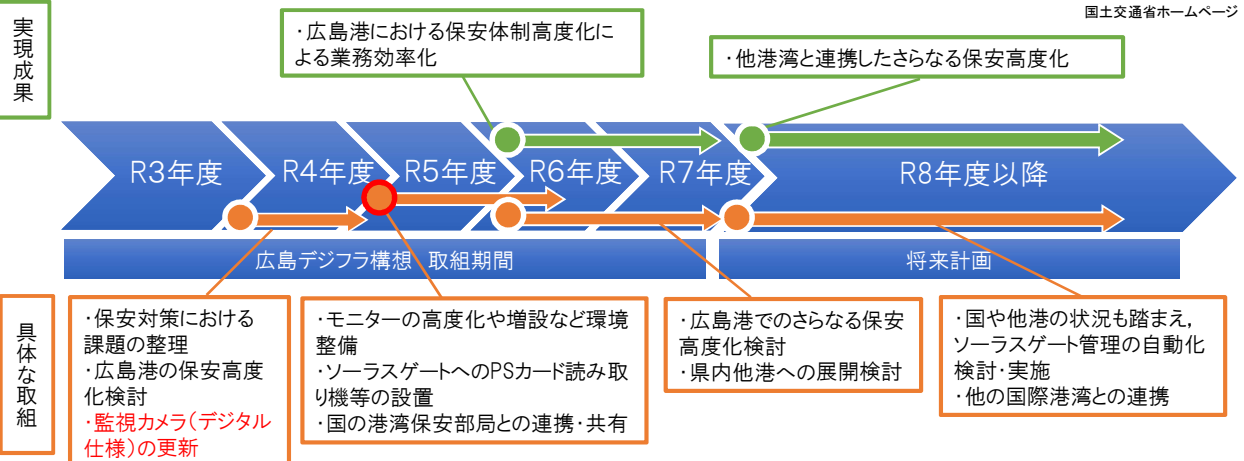 国土交通省ホームページ
実現成果
・広島港における保安体制高度化に
よる業務効率化
・他港湾と連携したさらなる保安高度化
R3年度
R4年度
R5年度
R6年度
R7年度
R8年度以降
広島デジフラ構想 取組期間
将来計画
具体な取組
・保安対策における
課題の整理
・広島港の保安高度
化検討
・監視カメラ(デジタル
仕様)の更新
・モニターの高度化や増設など環境
整備
・ソーラスゲートへのPSカード読み取
り機等の設置
・国の港湾保安部局との連携・共有
・広島港でのさらなる保安
高度化検討
・県内他港への展開検討
・国や他港の状況も踏まえ,
ソーラスゲート管理の自動化
検討・実施
・他の国際港湾との連携